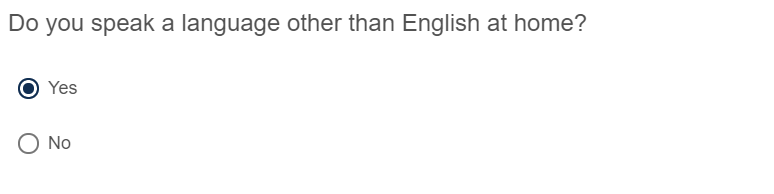 Do you speak a language other than English at home?
Yes
No